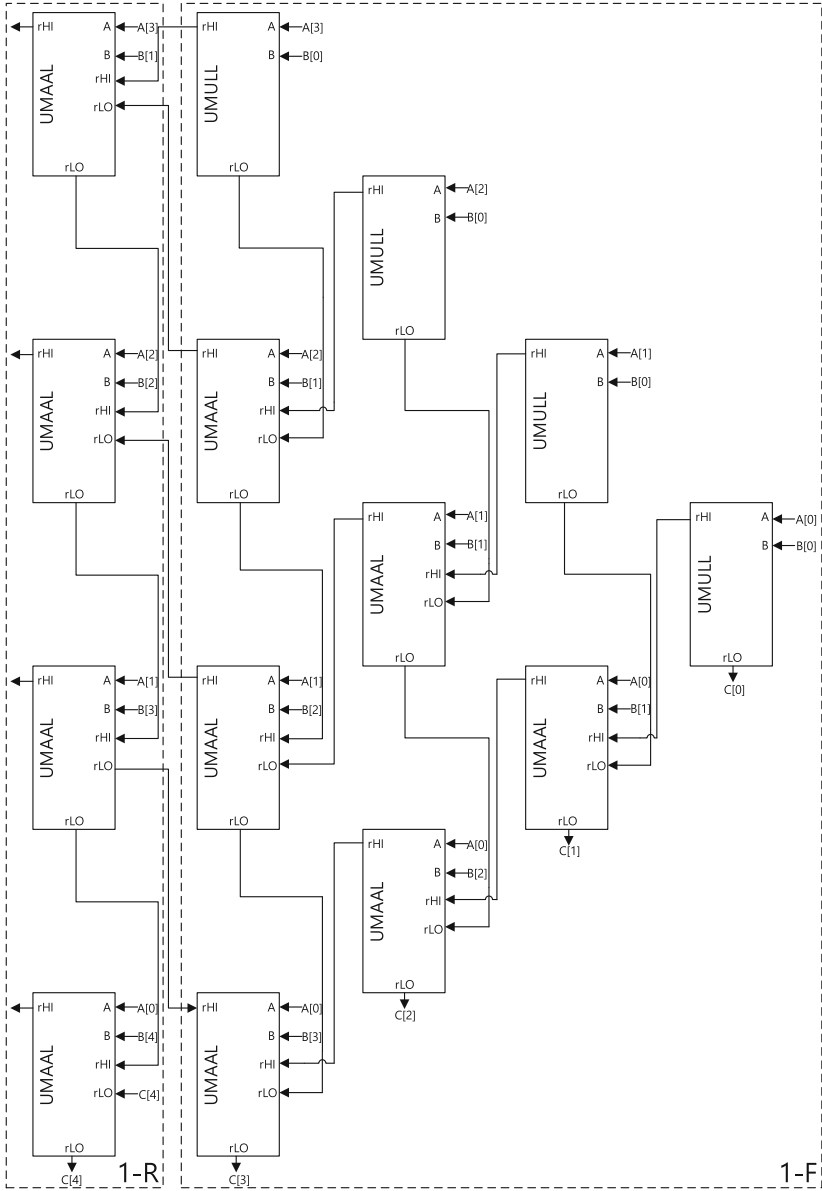 rHI A A[3]
B B[1]
rHI
rLO
UMAAL
rLO
rHI A A[2]
B B[2]
rHI
rLO
UMAAL
rLO
rHI A A[1]
B B[3]
rHI
rLO
UMAAL
rLO
rHI A A[0]
B B[4]
rHI
rLO C[4]
UMAAL
rLO
C[4]
1-R
rHI A A[3]
B B[0]
UMULL
rLO
rHI A A[2]
B B[1]
rHI
rLO
UMAAL
rLO
rHI A A[1]
B B[2]
rHI
rLO
UMAAL
rLO
rHI A A[0]
B B[3]
rHI
rLO
UMAAL
rLO
C[3]
rHI A A[2]
B B[0]
UMULL
rLO
rHI A A[1]
B B[1]
rHI
rLO
UMAAL
rLO
rHI A A[0]
B B[2]
rHI
rLO
UMAAL
rLO
C[2]
rHI A A[1]
B B[0]
UMULL
rLO
rHI A A[0]
B B[1]
rHI
rLO
UMAAL
rLO
C[1]
rHI A A[0]
B B[0]
UMULL
rLO
C[0]
1-F